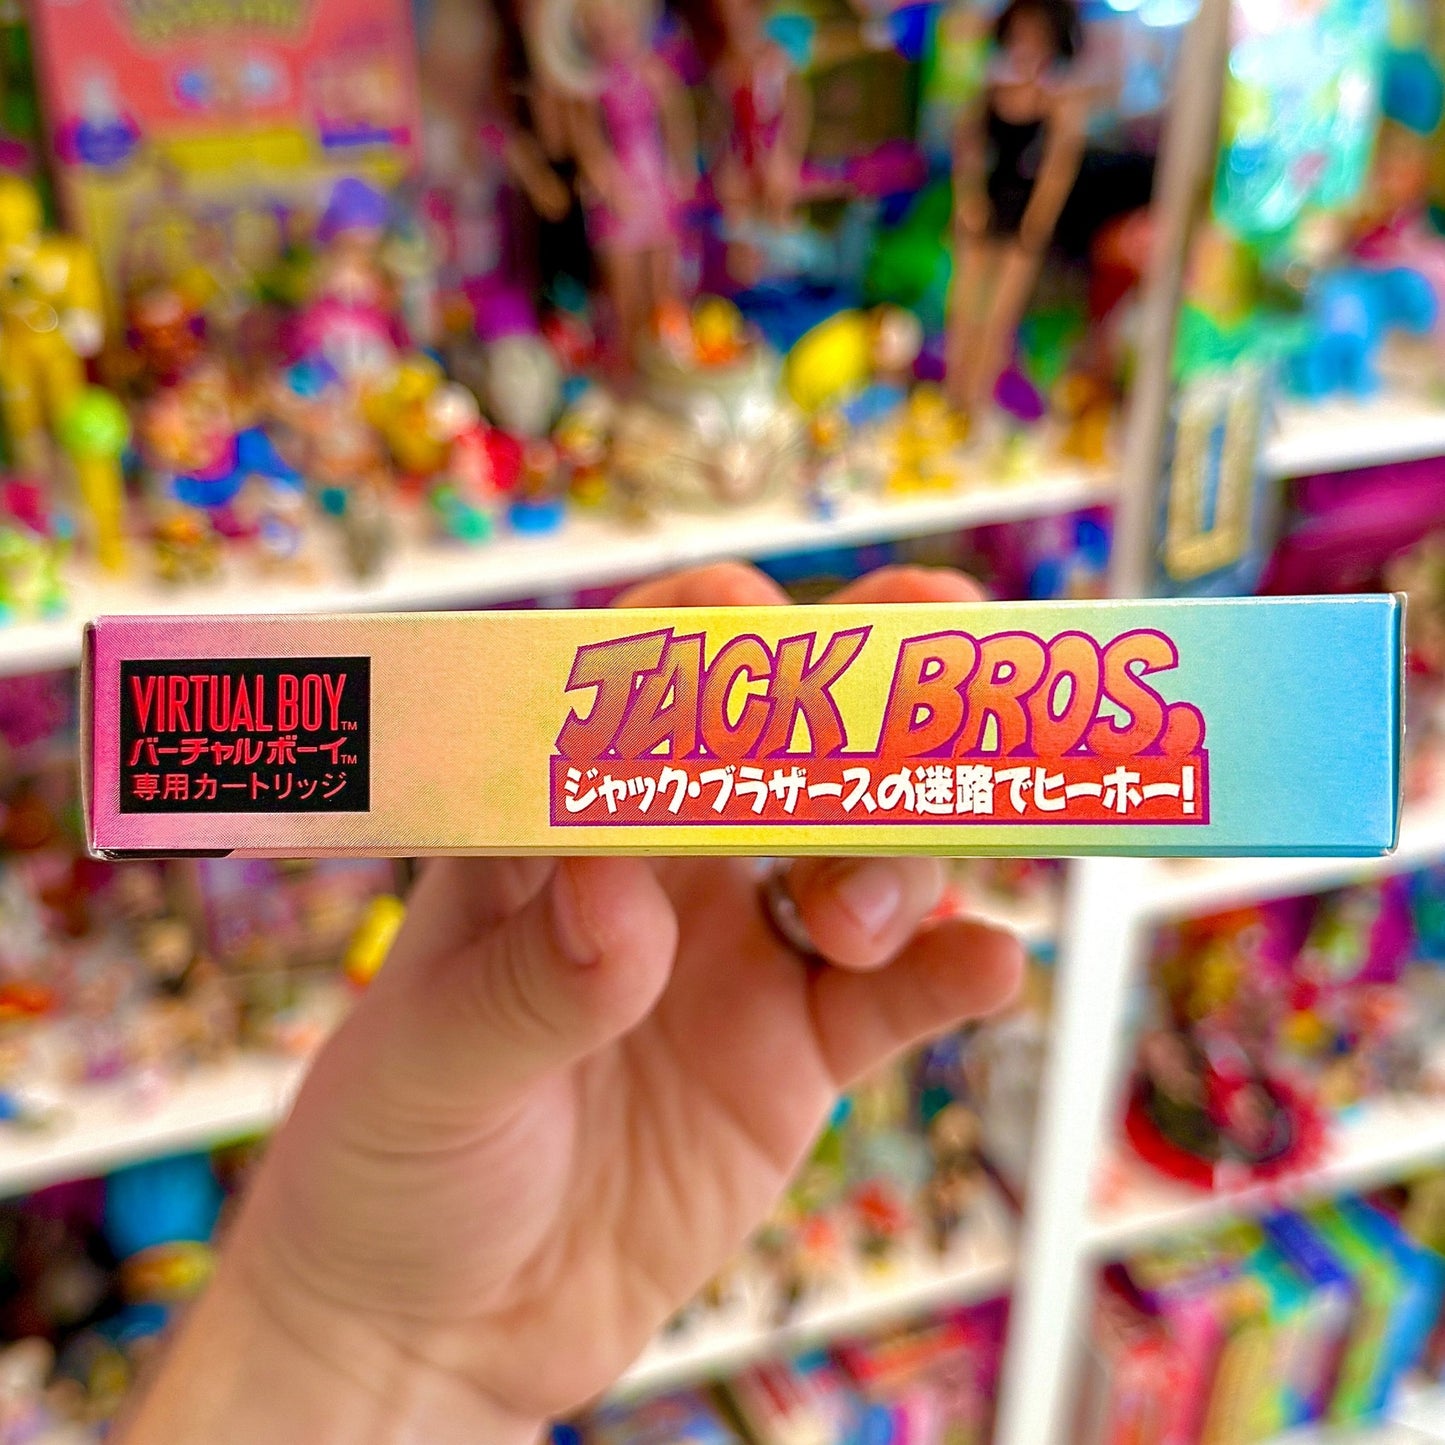 VIRTUAL BOY™
バーチャルボーイ™
専用カートリッジ
JACK BROS.
ジャック・ブラザースの迷路でヒーホー!